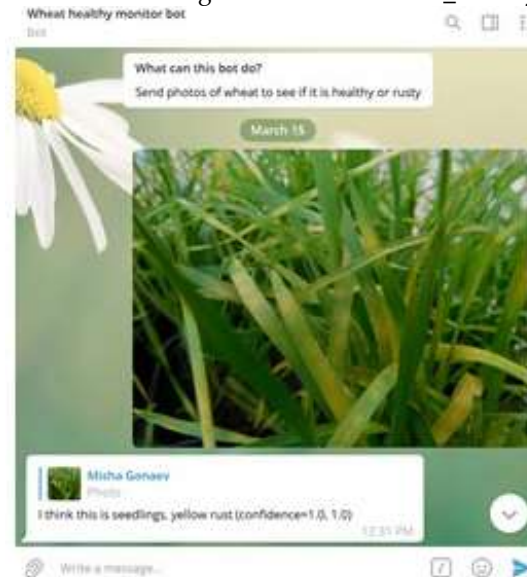 Wheat healthy monitor bot
bot
What can this bot do?
Send photos of wheat to see if it is healthy or rusty
March 15
Misha Genaev
Photo
I think this is seedlings, yellow rust (confidence=1.0, 1.0)
12:31 PM
Write a message...